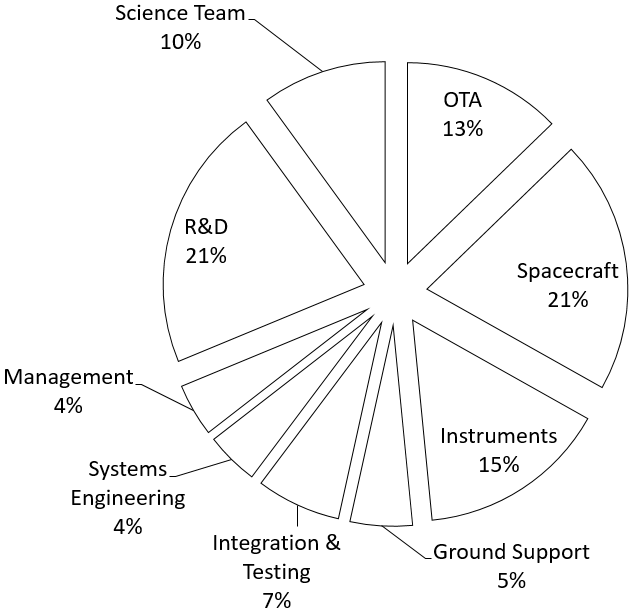 Science Team
10%
OTA
13%
Spacecraft
21%
Instruments
15%
Ground Support
5%
Integration &
Testing
7%
Systems
Engineering
4%
Management
4%
R&D
21%